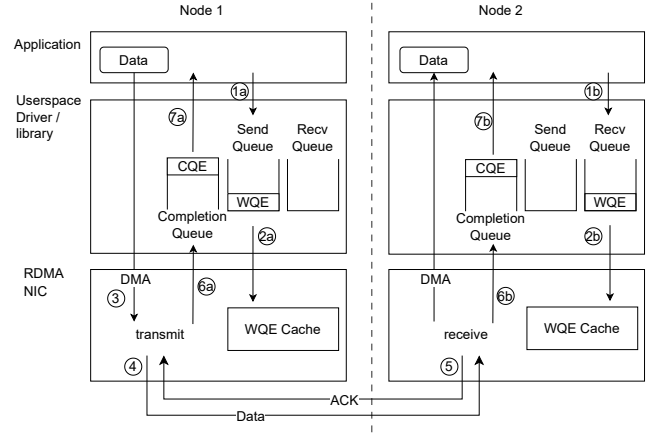 Node 1
Node 2
Application
Data
1a
7a
Data
1b
7b
Userspace
Driver /
library
Send
Queue
Recv
Queue
CQE
WQE
Completion
Queue
2a
Send
Queue
Recv
Queue
CQE
WQE
Completion
Queue
2b
RDMA
NIC
DMA
3
6a
transmit
WQE Cache
4
DMA
6b
receive
WQE Cache
5
ACK
Data